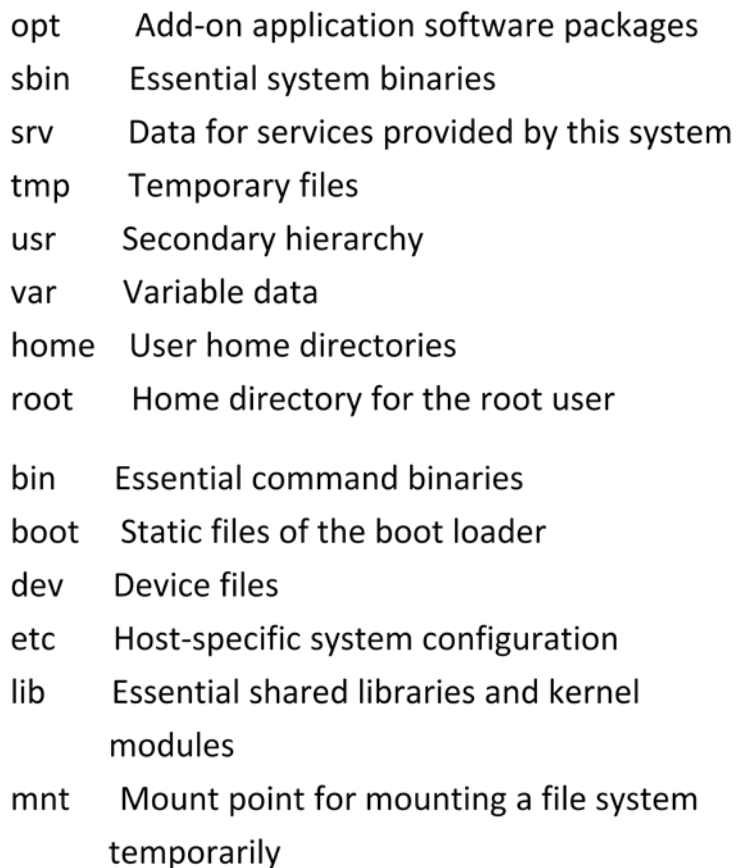 opt Add-on application software packages
sbin Essential system binaries
srv Data for services provided by this system
tmp Temporary files
usr Secondary hierarchy
var Variable data
home User home directories
root Home directory for the root user
bin Essential command binaries
boot Static files of the boot loader
dev Device files
etc Host-specific system configuration
lib Essential shared libraries and kernel
modules
mnt Mount point for mounting a file system
temporarily